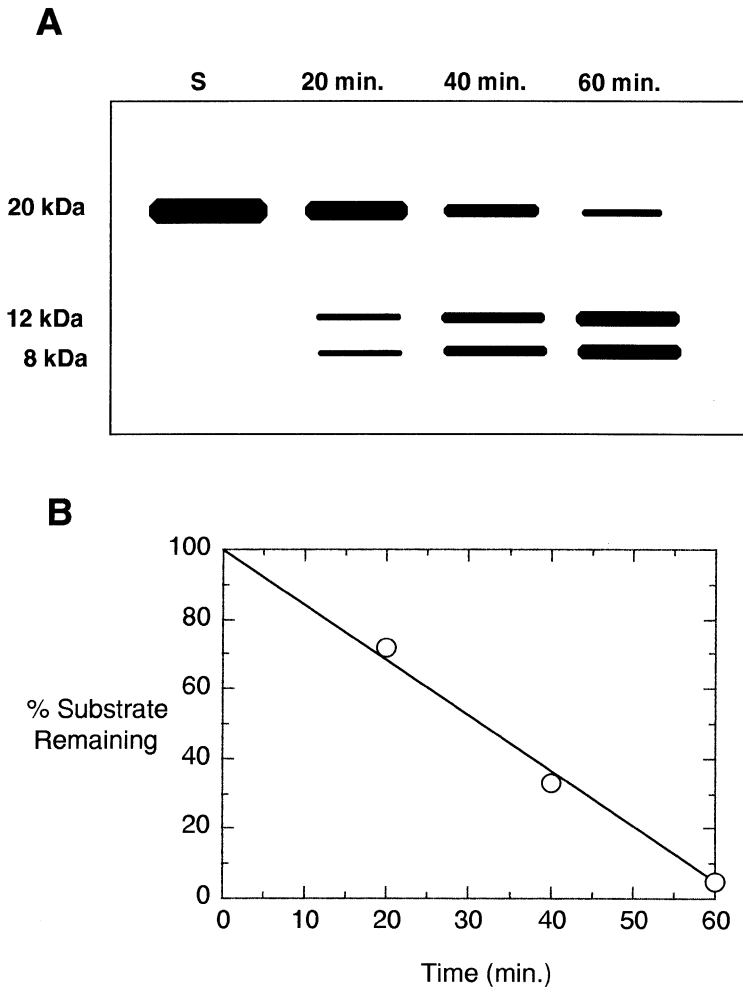 A
S 20 min. 40 min. 60 min.
20 kDa
12 kDa
8 kDa
B
100
80
60
40
20
0
% Substrate
Remaining
0 10 20 30 40 50 60
Time (min.)